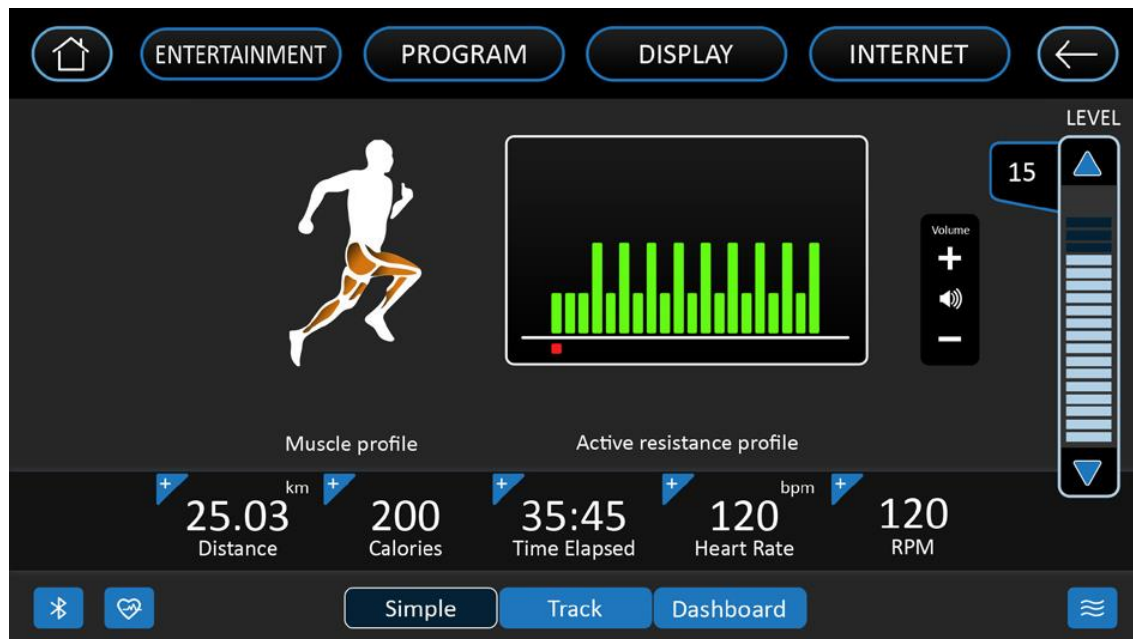 ENTERTAINMENT
PROGRAM
DISPLAY
INTERNET
LEVEL
15
Volume
+
−
Muscle profile
Active resistance profile
+ 25.03 km
Distance
+ 200
Calories
+ 35:45
Time Elapsed
+ 120 bpm
Heart Rate
+ 120
RPM
Simple
Track
Dashboard